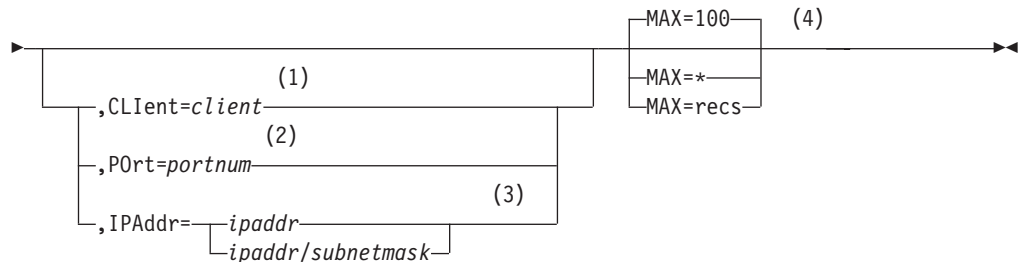 MAX=100 (4)
(1) MAX=*
,CLIent=client MAX=recs
(2)
,POrt=portnum
(3)
,IPAddr= ipaddr
ipaddr/subnetmask